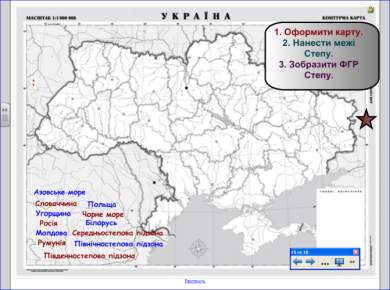 УКРАЇНА
МАСШТАБ 1:3 000 000
КОНТУРНА КАРТА
1. Оформити карту.
2. Нанести межі
Степу.
3. Зобразити ФГР
Степу.
Азовське море
Словаччина Польща
Угорщина Чорне море
Росія Білорусь
Молдова Середньостепова підзона
Румунія Північностепова підзона
Південностепова підзона